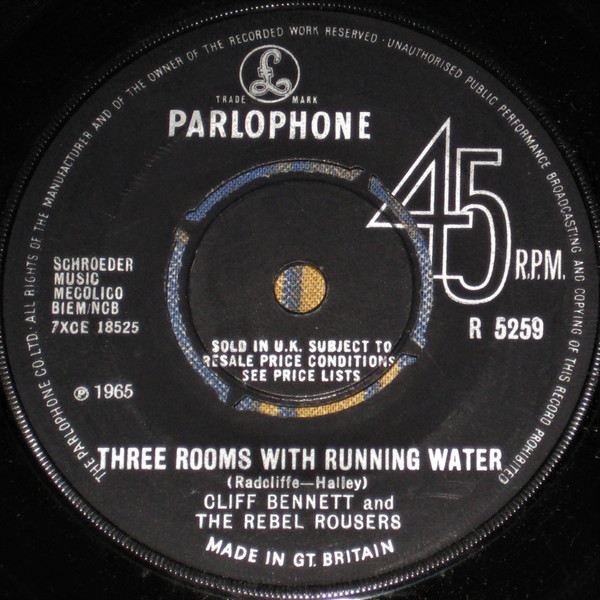 THE PARLOPHONE CO LTD. · ALL RIGHTS OF THE MANUFACTURER AND OF THE OWNER OF THE RECORDED WORK RESERVED · UNAUTHORISED PUBLIC PERFORMANCE BROADCASTING AND COPYING OF THIS RECORD PROHIBITED
£
TRADE MARK
PARLOPHONE
45 R.P.M.
SCHROEDER
MUSIC
MECOLICO
BIEM/NCB
7XCE 18525
R 5259
SOLD IN U.K. SUBJECT TO
RESALE PRICE CONDITIONS
SEE PRICE LISTS
Ⓟ 1965
THREE ROOMS WITH RUNNING WATER
(Radcliffe—Halley)
CLIFF BENNETT and
THE REBEL ROUSERS
MADE IN GT. BRITAIN